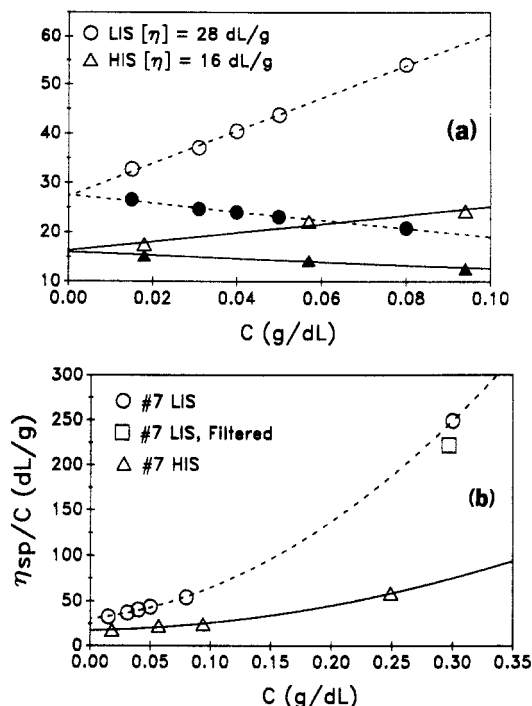 LIS [η] = 28 dL/g
HIS [η] = 16 dL/g
(a)
60
50
40
30
20
10
0.00 0.02 0.04 0.06 0.08 0.10
C (g/dL)
#7 LIS
#7 LIS, Filtered
#7 HIS
(b)
300
250
200
150
100
50
0
ηsp/C (dL/g)
0.00 0.05 0.10 0.15 0.20 0.25 0.30 0.35
C (g/dL)